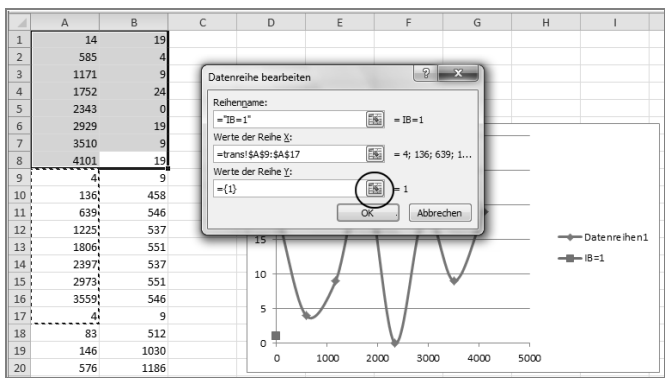 A B C D E F G H I
1 14 19
2 585 4
3 1171 9
4 1752 24
5 2343 0
6 2929 19
7 3510 9
8 4101 19
9 4 9
10 136 458
11 639 546
12 1225 537
13 1806 551
14 2397 537
15 2973 551
16 3559 546
17 4 9
18 83 512
19 146 1030
20 576 1186
Datenreihe bearbeiten
Reihenname:
="IB=1" = IB=1
Werte der Reihe X:
=trans!$A$9:$A$17 = 4; 136; 639; 1...
Werte der Reihe Y:
={1} = 1
OK Abbrechen
15
10
5
0
0 1000 2000 3000 4000 5000
Datenreihen1
IB=1